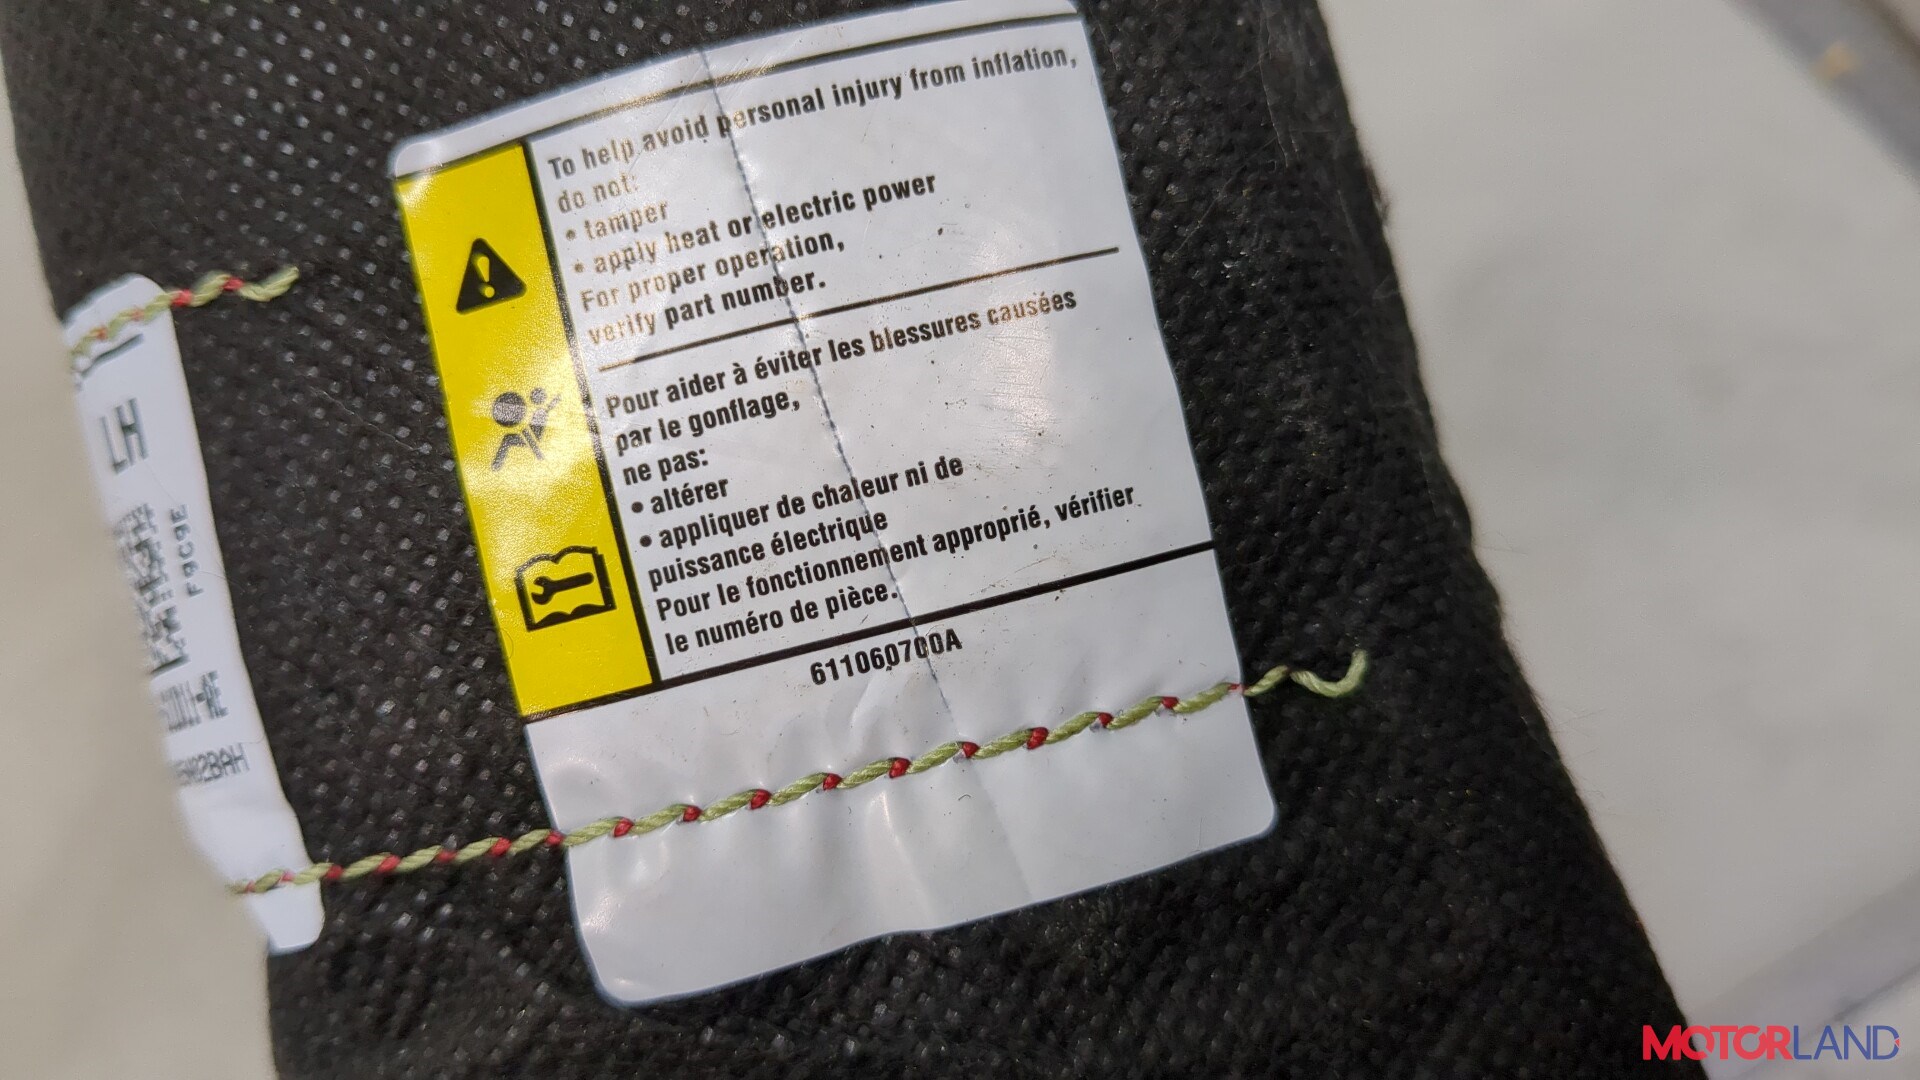 To help avoid personal injury from inflation,
do not:
• tamper
• apply heat or electric power
For proper operation,
verify part number.
Pour aider à éviter les blessures causées
par le gonflage,
ne pas:
• altérer
• appliquer de chaleur ni de
puissance électrique
Pour le fonctionnement approprié, vérifier
le numéro de pièce.
611060700A
LH
F9C9E
MOTORLAND